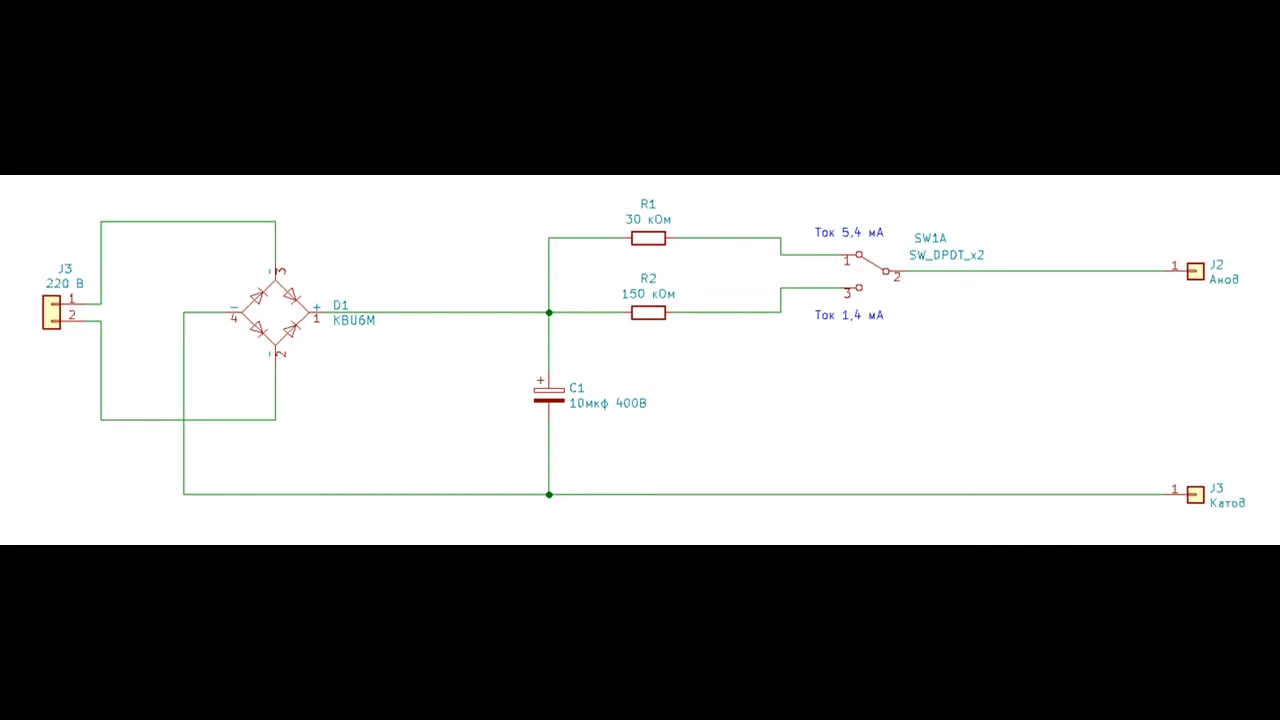 R1
30 кОм
Ток 5,4 мА
SW1A
SW_DPDT_x2
J3
220 В
1
2
3
R2
150 кОм
1
2
3
1
J2
Анод
−
4
+
1
D1
KBU6M
Ток 1,4 мА
2
+
C1
10мкф 400В
1
J3
Катод